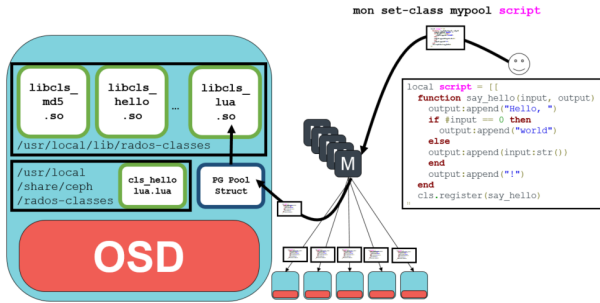 mon set-class mypool script
libcls_
md5
.so
libcls_
hello
.so
…
libcls_
lua
.so
/usr/local/lib/rados-classes
/usr/local
/share/ceph
/rados-classes
cls_hello
lua.lua
PG Pool
Struct
OSD
M
local script = [[
function say_hello(input, output)
output:append("Hello, ")
if #input == 0 then
output:append("world")
else
output:append(input:str())
end
output:append("!")
end
cls.register(say_hello)